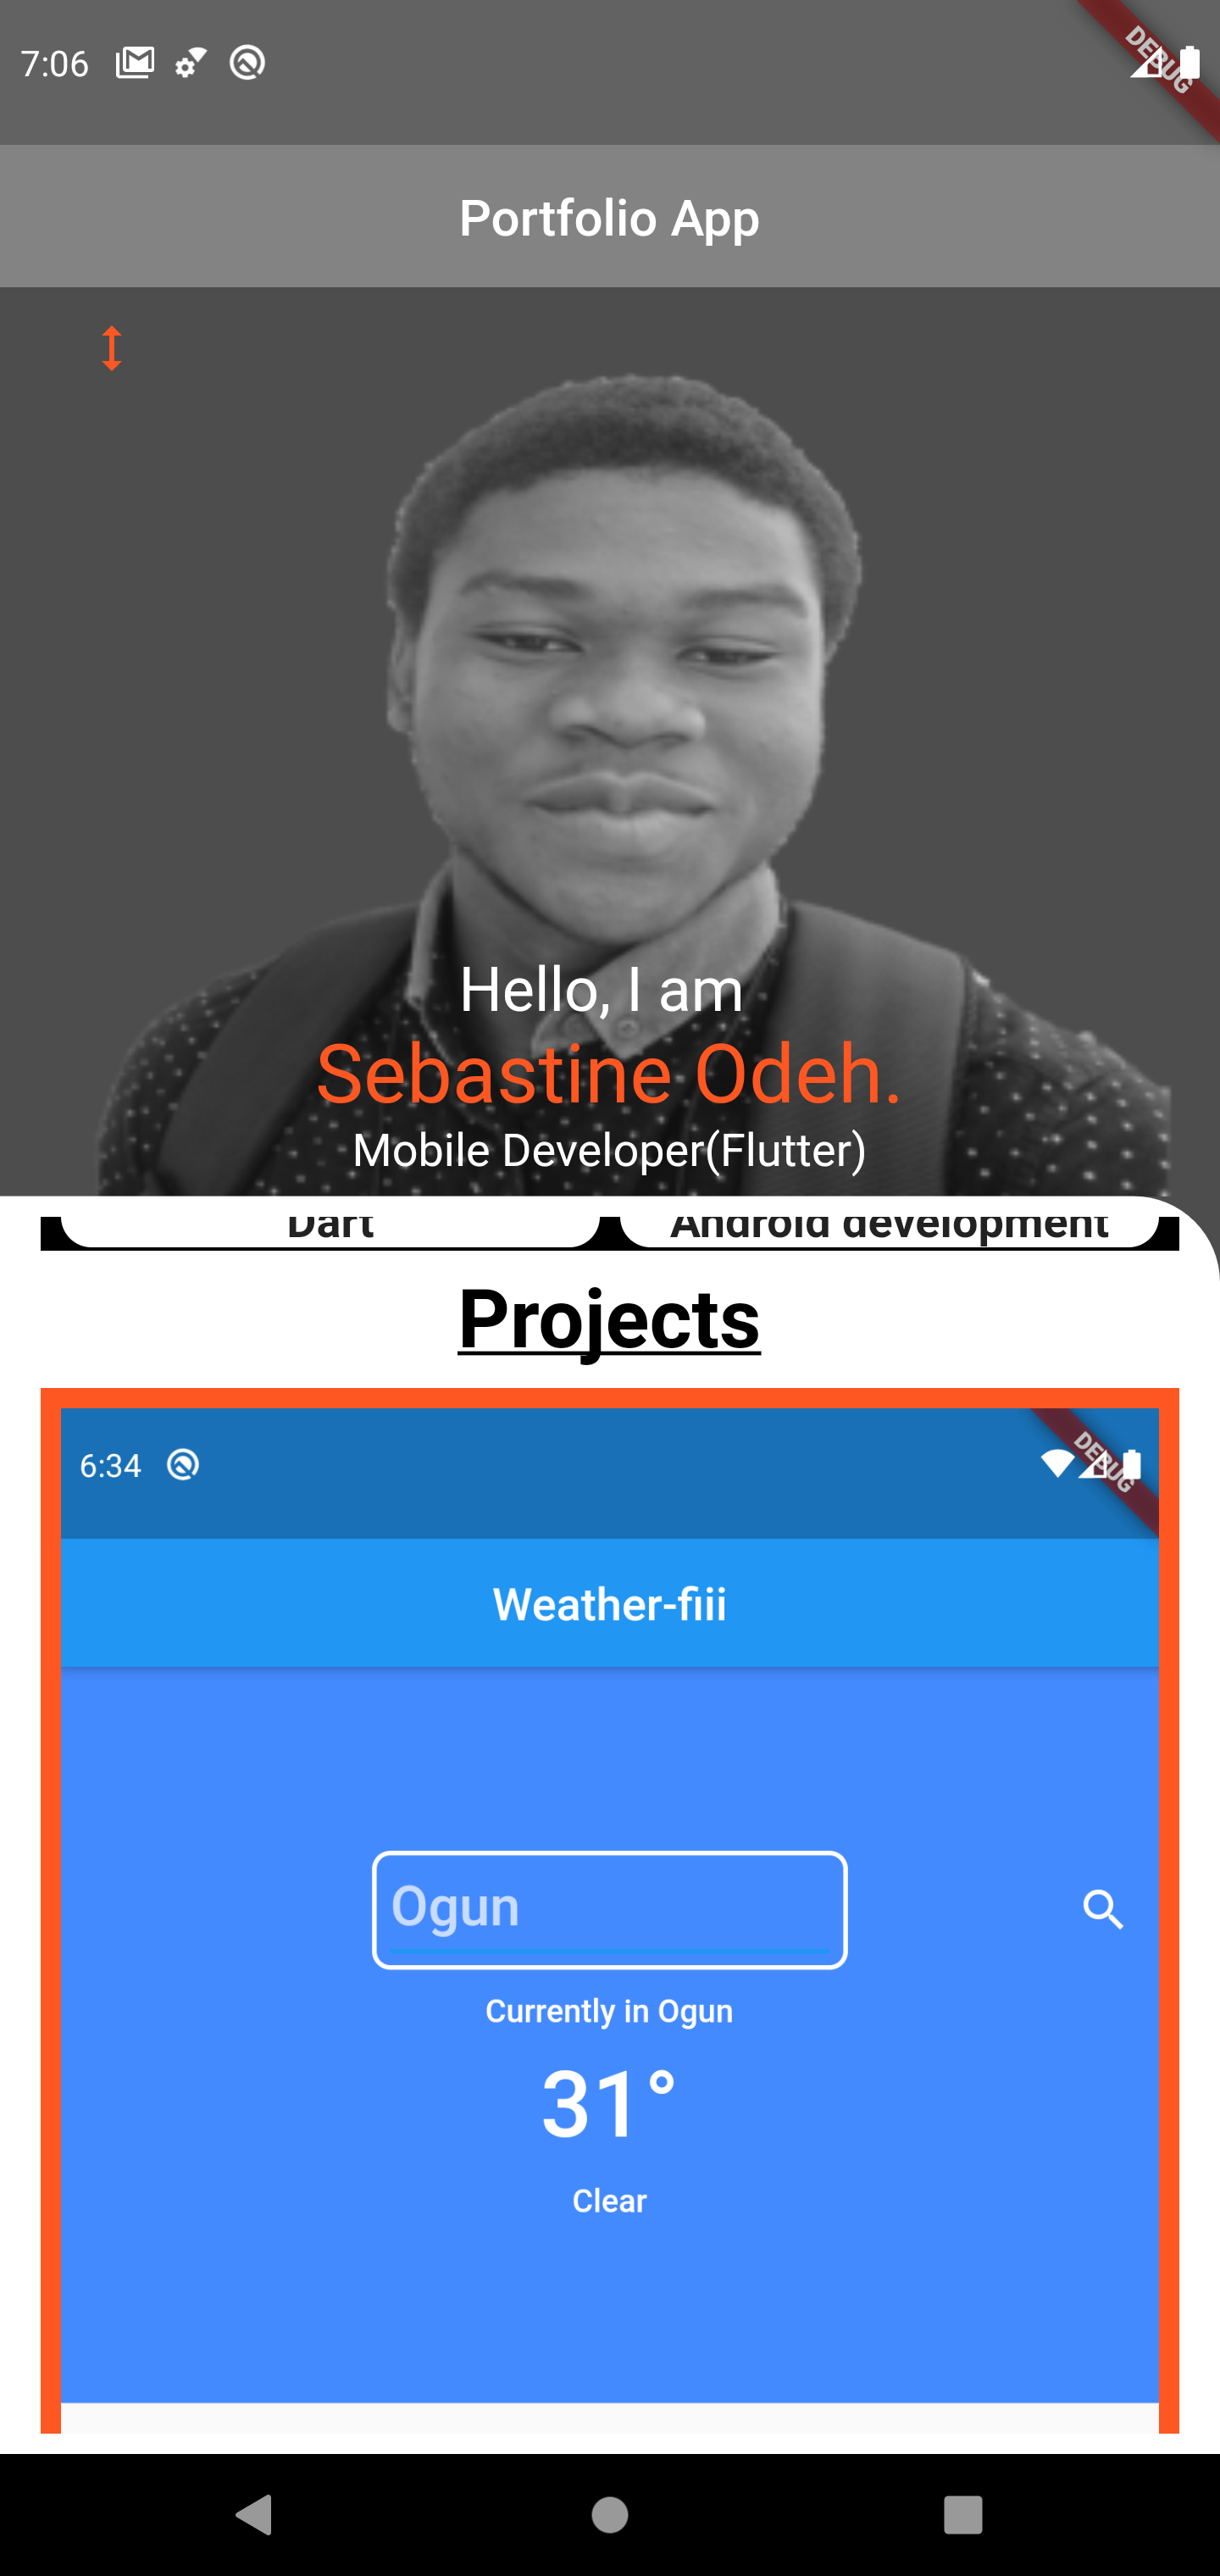 7:06
DEBUG
Portfolio App
Hello, I am
Sebastine Odeh.
Mobile Developer(Flutter)
Dart Android development
Projects
6:34
DEBUG
Weather-fiii
Ogun
Currently in Ogun
31°
Clear